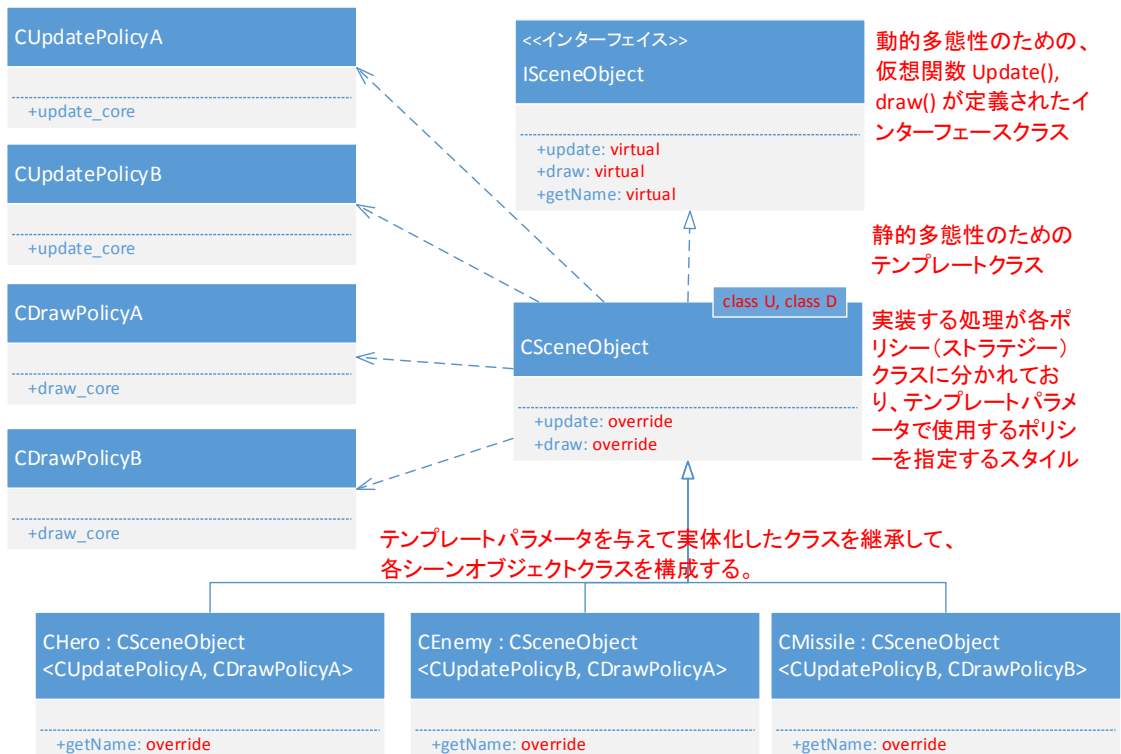 CUpdatePolicyA
+update_core
CUpdatePolicyB
+update_core
CDrawPolicyA
+draw_core
CDrawPolicyB
+draw_core
<<インターフェイス>>
ISceneObject
+update: virtual
+draw: virtual
+getName: virtual
動的多態性のための、
仮想関数 Update(),
draw() が定義されたイ
ンターフェースクラス
静的多態性のための
テンプレートクラス
class U, class D
CSceneObject
+update: override
+draw: override
実装する処理が各ポ
リシー（ストラテジー）
クラスに分かれてお
り、テンプレートパラメ
ータで使用するポリシ
ーを指定するスタイル
テンプレートパラメータを与えて実体化したクラスを継承して、
各シーンオブジェクトクラスを構成する。
CHero : CSceneObject
<CUpdatePolicyA, CDrawPolicyA>
+getName: override
CEnemy : CSceneObject
<CUpdatePolicyB, CDrawPolicyA>
+getName: override
CMissile : CSceneObject
<CUpdatePolicyB, CDrawPolicyB>
+getName: override